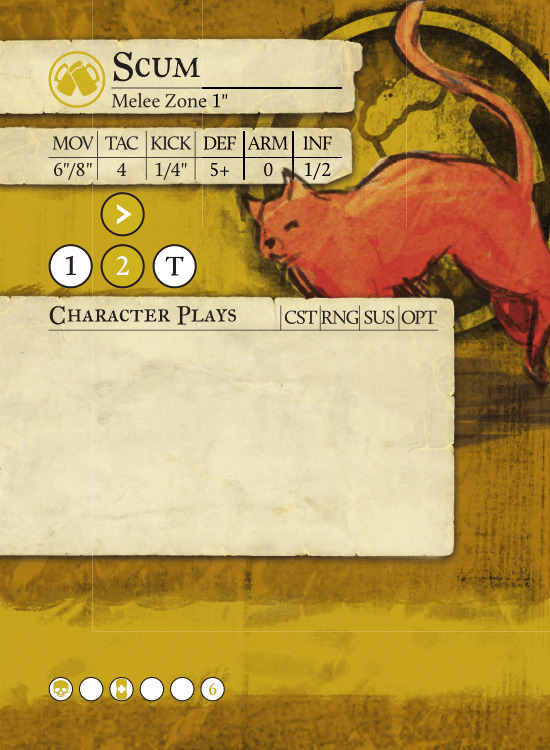 Scum
Melee Zone 1"
MOV TAC KICK DEF ARM INF
6"/8" 4 1/4" 5+ 0 1/2
>
1 2 T
Character Plays CST RNG SUS OPT
6